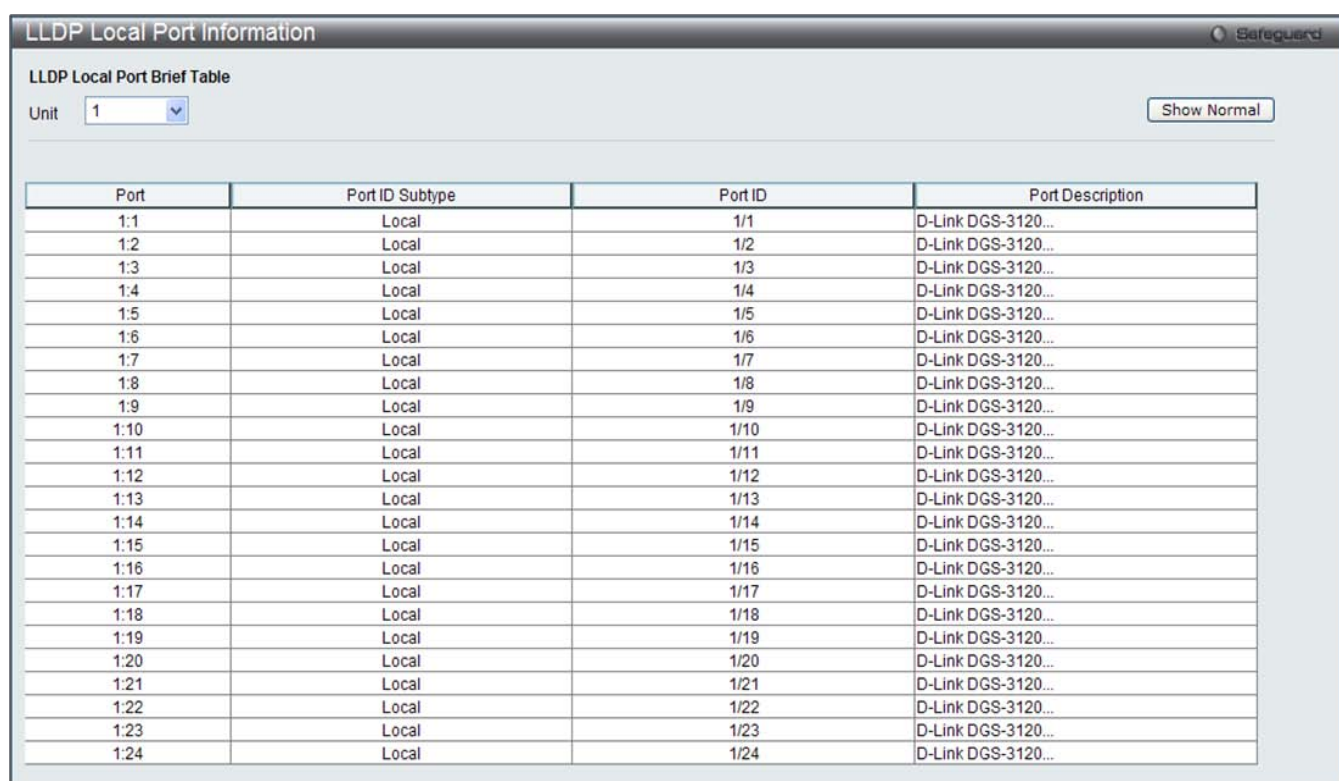 LLDP Local Port Information
Safeguard
LLDP Local Port Brief Table
Unit 1 Show Normal
Port Port ID Subtype Port ID Port Description
1:1 Local 1/1 D-Link DGS-3120...
1:2 Local 1/2 D-Link DGS-3120...
1:3 Local 1/3 D-Link DGS-3120...
1:4 Local 1/4 D-Link DGS-3120...
1:5 Local 1/5 D-Link DGS-3120...
1:6 Local 1/6 D-Link DGS-3120...
1:7 Local 1/7 D-Link DGS-3120...
1:8 Local 1/8 D-Link DGS-3120...
1:9 Local 1/9 D-Link DGS-3120...
1:10 Local 1/10 D-Link DGS-3120...
1:11 Local 1/11 D-Link DGS-3120...
1:12 Local 1/12 D-Link DGS-3120...
1:13 Local 1/13 D-Link DGS-3120...
1:14 Local 1/14 D-Link DGS-3120...
1:15 Local 1/15 D-Link DGS-3120...
1:16 Local 1/16 D-Link DGS-3120...
1:17 Local 1/17 D-Link DGS-3120...
1:18 Local 1/18 D-Link DGS-3120...
1:19 Local 1/19 D-Link DGS-3120...
1:20 Local 1/20 D-Link DGS-3120...
1:21 Local 1/21 D-Link DGS-3120...
1:22 Local 1/22 D-Link DGS-3120...
1:23 Local 1/23 D-Link DGS-3120...
1:24 Local 1/24 D-Link DGS-3120...